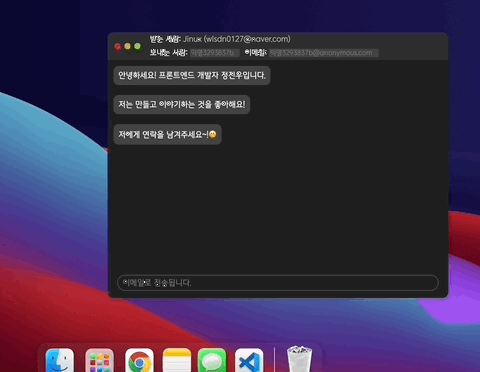 받는 사람: Jinux (wlsdn0127@naver.com)
보내는 사람: 익명3293837b 이메일: 익명3293837b@anonymous.com
안녕하세요! 프론트엔드 개발자 정전우입니다.
저는 만들고 이야기하는 것을 좋아해요!
저에게 연락을 남겨주세요~!😀
이메일로 전송됩니다.